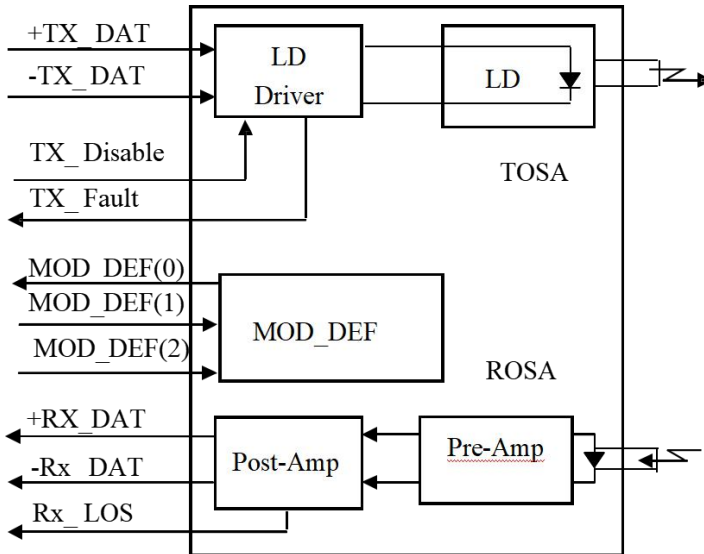 +TX_DAT
LD
Driver
LD
-TX_DAT
TX_Disable
TX_Fault
TOSA
MOD_DEF(0)
MOD_DEF(1)
MOD_DEF(2)
MOD_DEF
ROSA
+RX_DAT
-Rx_DAT
Rx_LOS
Post-Amp
Pre-Amp